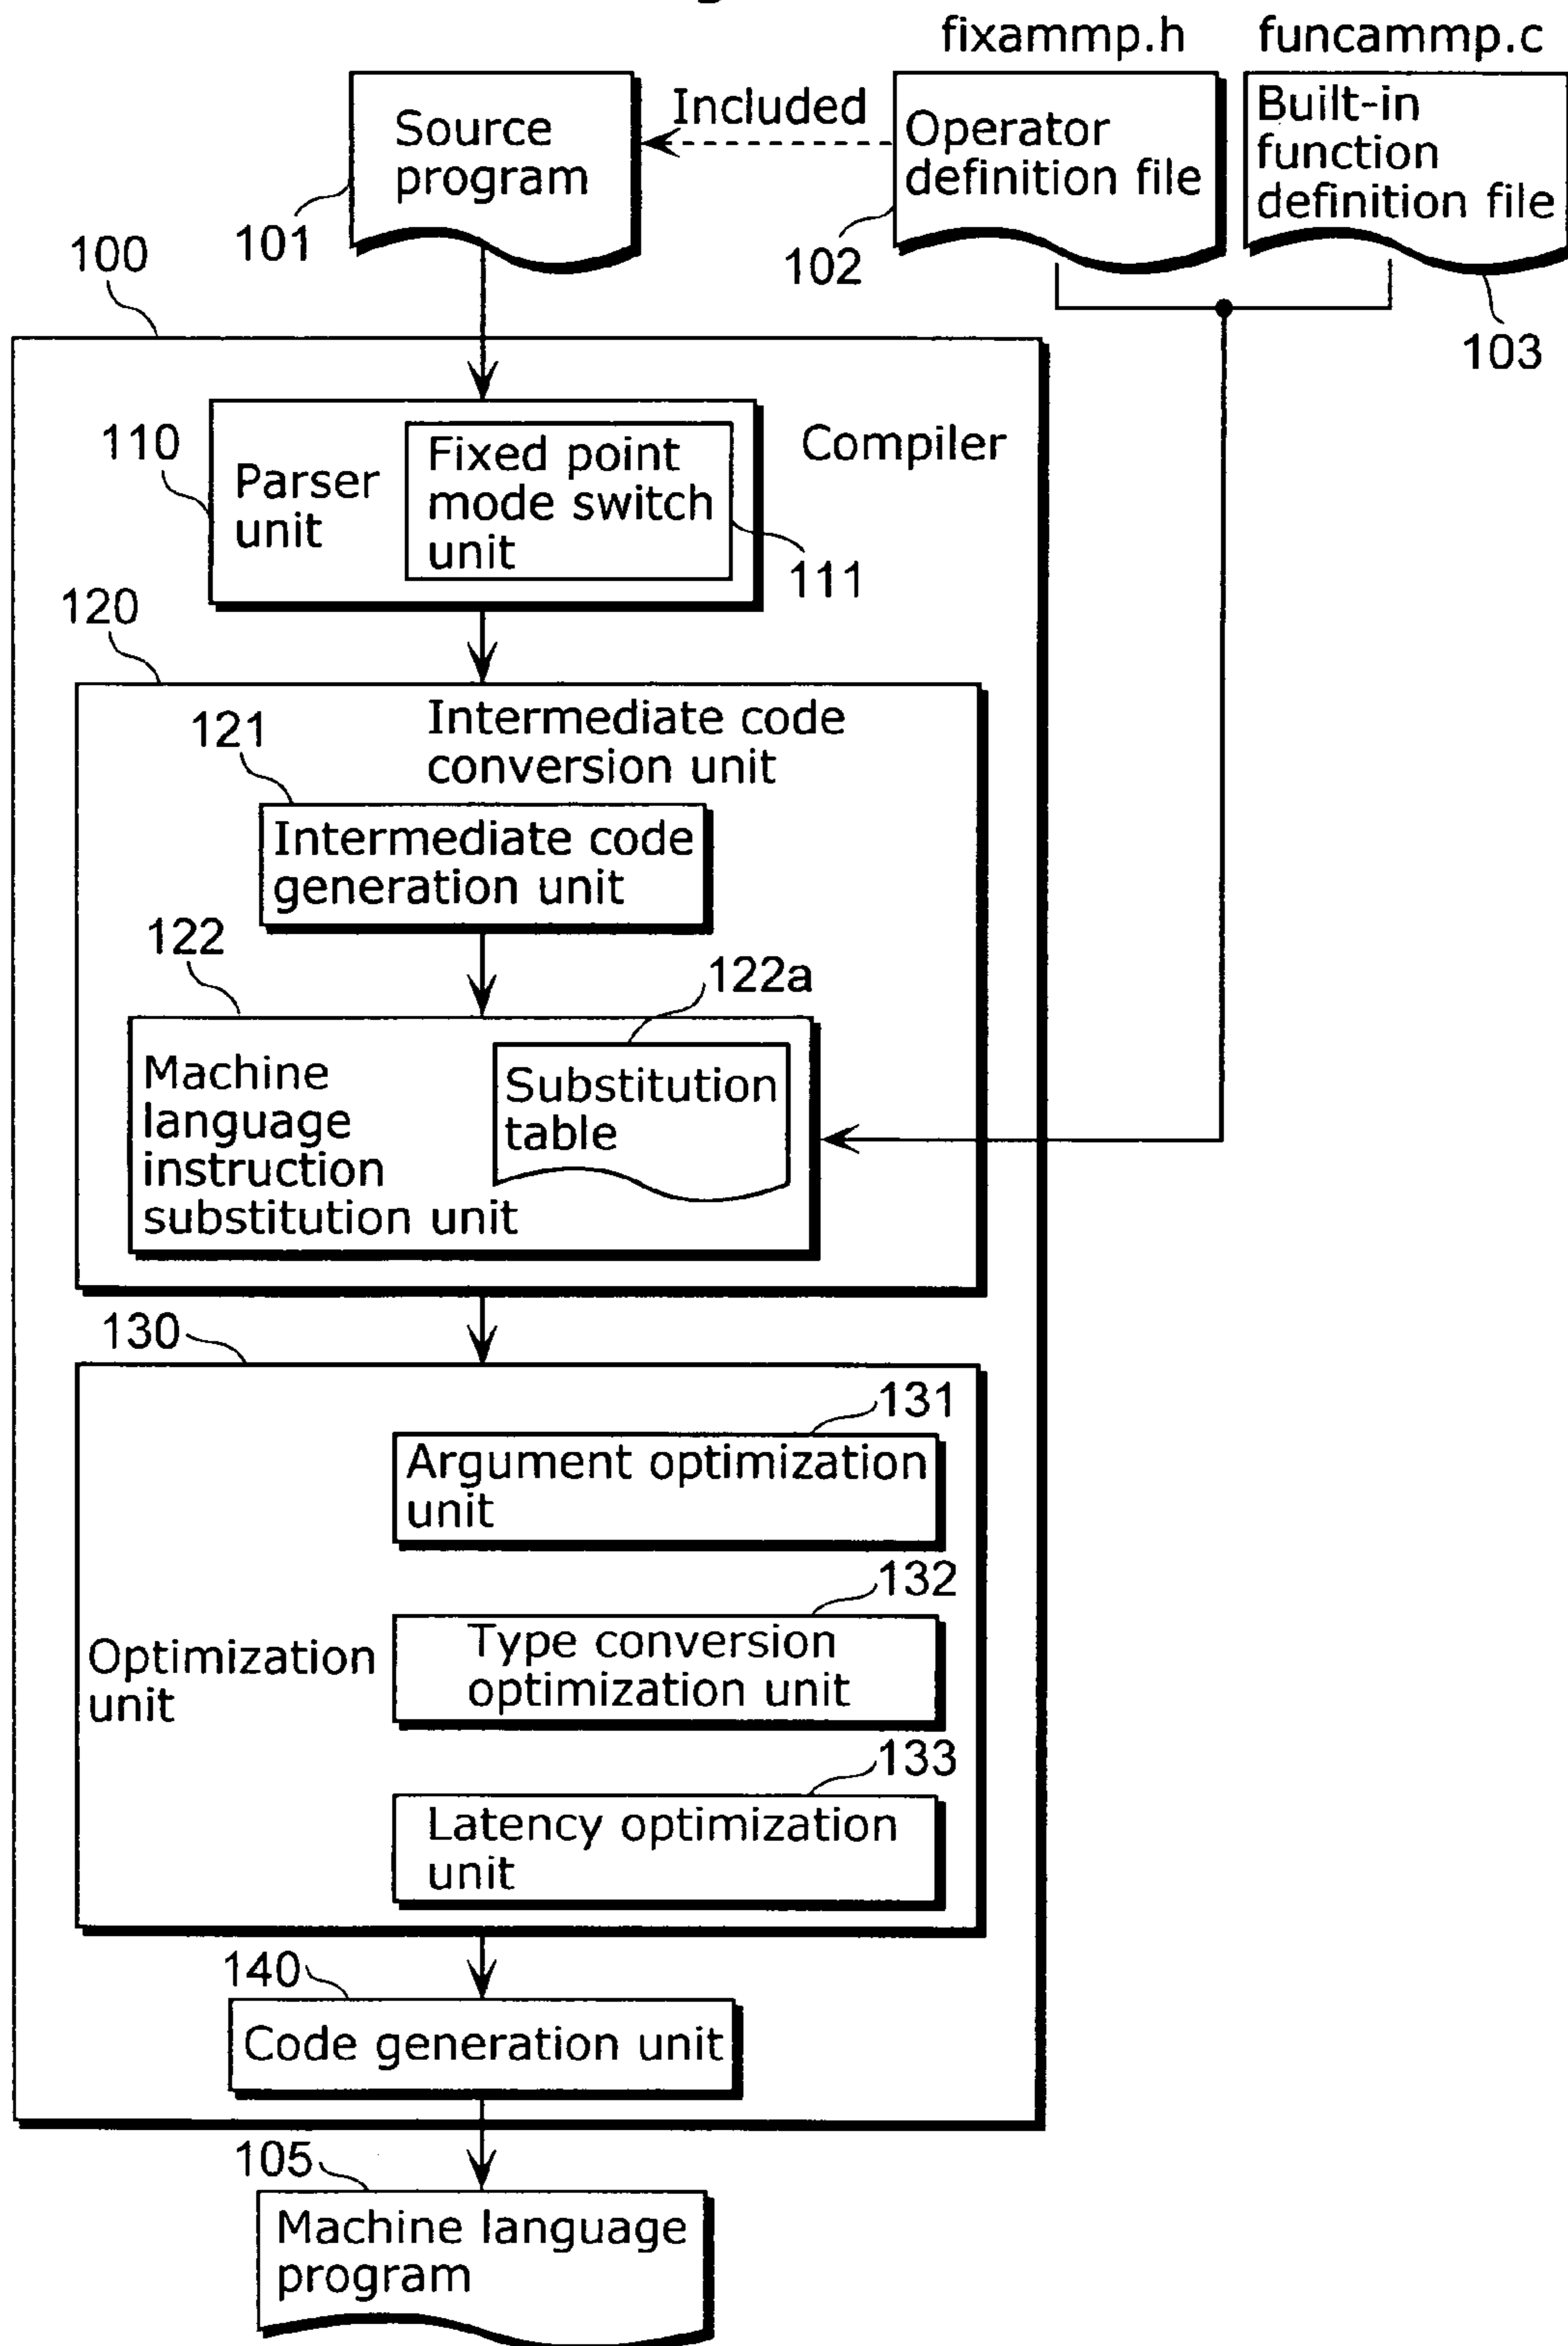 fixammp.h
funcammp.c
Source
program
Included
Operator
definition file
Built-in
function
definition file
101
102
103
100
Compiler
110
Parser
unit
Fixed point
mode switch
unit
111
120
Intermediate code
conversion unit
121
Intermediate code
generation unit
122
122a
Machine
language
instruction
substitution unit
Substitution
table
130
131
Argument optimization
unit
132
Optimization
unit
Type conversion
optimization unit
133
Latency optimization
unit
140
Code generation unit
105
Machine language
program